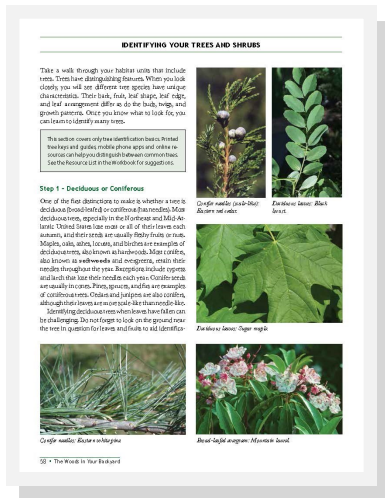 IDENTIFYING YOUR TREES AND SHRUBS
Take a walk through your habitat units that include
trees. Trees have distinguishing features. When you look
closely, you will see different tree species have unique
characteristics. Their bark, fruit, leaf shape, leaf edge,
and leaf arrangement differ as do the buds, twigs, and
growth patterns. Once you know what to look for, you
can learn to identify many trees.
This section covers only tree identification basics. Printed
tree keys and guides, mobile phone apps and online re-
sources can help you distinguish between common trees.
See the Resource List in the Workbook for suggestions.
Step 1 - Deciduous or Coniferous
One of the first distinctions to make is whether a tree is
deciduous (broad-leafed) or coniferous (has needles). Most
deciduous trees, especially in the Northeast and Mid-At-
lantic United States lose most or all of their leaves each
autumn, and their seeds are usually fleshy fruits or nuts.
Maples, oaks, ashes, locusts, and birches are examples of
deciduous trees, also known as hardwoods. Most conifers,
also known as softwoods and evergreens, retain their
needles throughout the year. Exceptions include cypress
and larch that lose their needles each year. Conifer seeds
are usually in cones. Pines, spruces, and firs are examples
of coniferous trees. Cedars and junipers are also conifers,
although their leaves are more scale-like than needle-like.
Identifying deciduous trees when leaves have fallen can
be challenging. Do not forget to look on the ground near
the tree in question for leaves and fruits to aid identifica-
Conifer needles (scale-like):
Eastern red cedar.
Deciduous leaves: Black
locust.
Deciduous leaves: Sugar maple.
Conifer needles: Eastern white pine
Broad-leafed evergreen: Mountain laurel.
58 • The Woods In Your Backyard